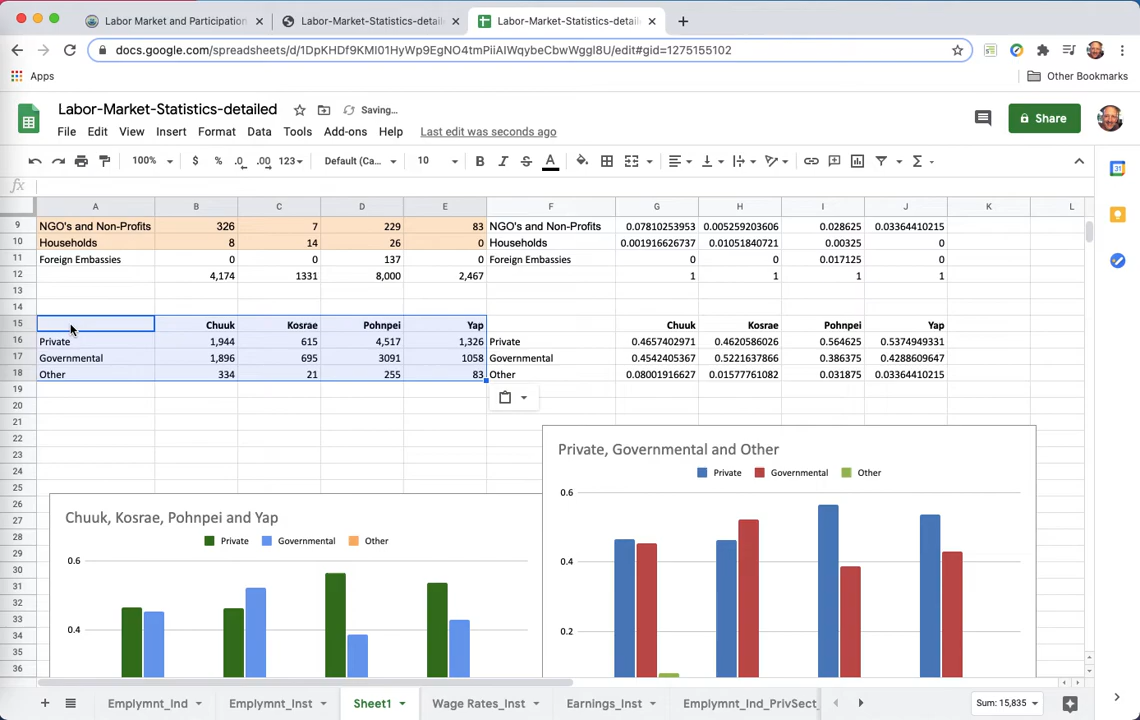 Labor Market and Participation
Labor-Market-Statistics-detail
Labor-Market-Statistics-detail
docs.google.com/spreadsheets/d/1DpKHDf9KMI01HyWp9EgNO4tmPiiAIWqybeCbwWggl8U/edit#gid=1275155102
Apps
Other Bookmarks
Labor-Market-Statistics-detailed
Saving...
File Edit View Insert Format Data Tools Add-ons Help Last edit was seconds ago
Share
100% $ % .0 .00 123 Default (Ca... 10 B I S A Σ
fx
A B C D E F G H I J K L
9 NGO's and Non-Profits 326 7 229 83 NGO's and Non-Profits 0.07810253953 0.005259203606 0.028625 0.03364410215
10 Households 8 14 26 0 Households 0.001916626737 0.01051840721 0.00325 0
11 Foreign Embassies 0 0 137 0 Foreign Embassies 0 0 0.017125 0
12 4,174 1331 8,000 2,467 1 1 1 1
13
14
15 Chuuk Kosrae Pohnpei Yap Chuuk Kosrae Pohnpei Yap
16 Private 1,944 615 4,517 1,326 Private 0.4657402971 0.4620586026 0.564625 0.5374949331
17 Governmental 1,896 695 3091 1058 Governmental 0.4542405367 0.5221637866 0.386375 0.4288609647
18 Other 334 21 255 83 Other 0.08001916627 0.01577761082 0.031875 0.03364410215
19
20
21
22
23
24
25
26
27
28
29
30
31
32
33
34
35
36
Private, Governmental and Other
Private Governmental Other
0.6
0.4
0.2
Chuuk, Kosrae, Pohnpei and Yap
Private Governmental Other
0.6
0.4
Emplymnt_Ind Emplymnt_Inst Sheet1 Wage Rates_Inst Earnings_Inst Emplymnt_Ind_PrivSect_
Sum: 15,835